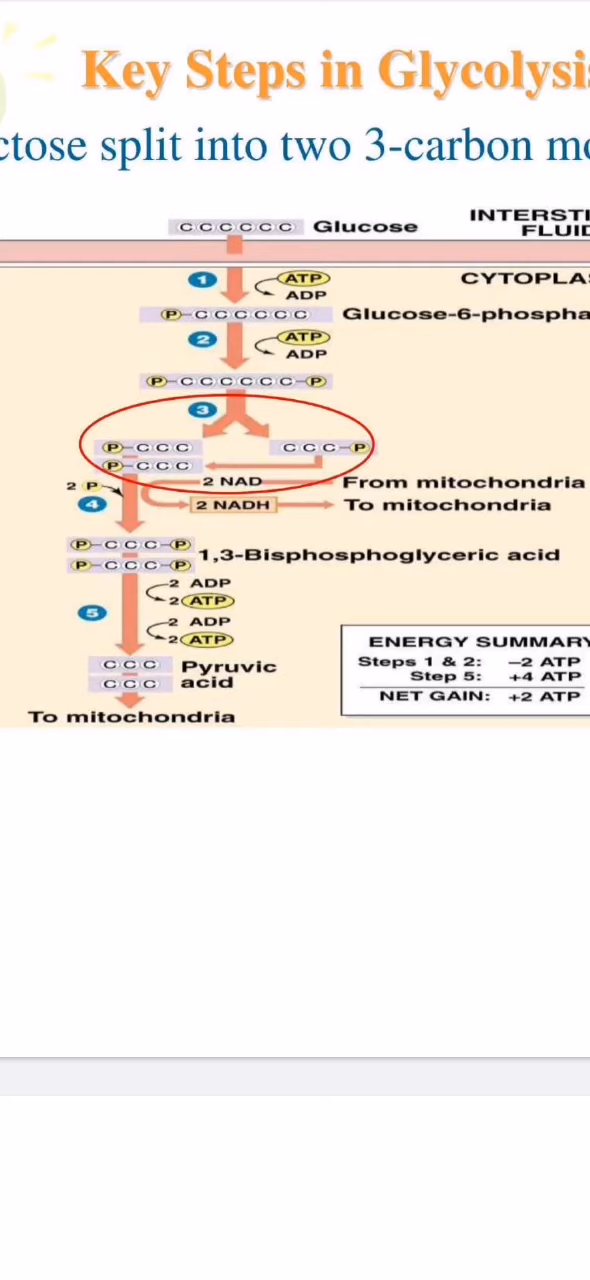 Key Steps in Glycolysis
ctose split into two 3-carbon mo
INTERSTI
C C C C C C Glucose FLUID
1 ATP CYTOPLAS
ADP
P-C C C C C C Glucose-6-phospha
2 ATP
ADP
P-C C C C C C-P
3
P-C C C C C C-P
P-C C C
2 P 2 NAD From mitochondria
4 2 NADH To mitochondria
P-C C C-P
P-C C C-P 1,3-Bisphosphoglyceric acid
2 ADP
2 ATP
5 2 ADP
2 ATP
C C C Pyruvic
C C C acid
To mitochondria
ENERGY SUMMARY
Steps 1 & 2: –2 ATP
Step 5: +4 ATP
NET GAIN: +2 ATP